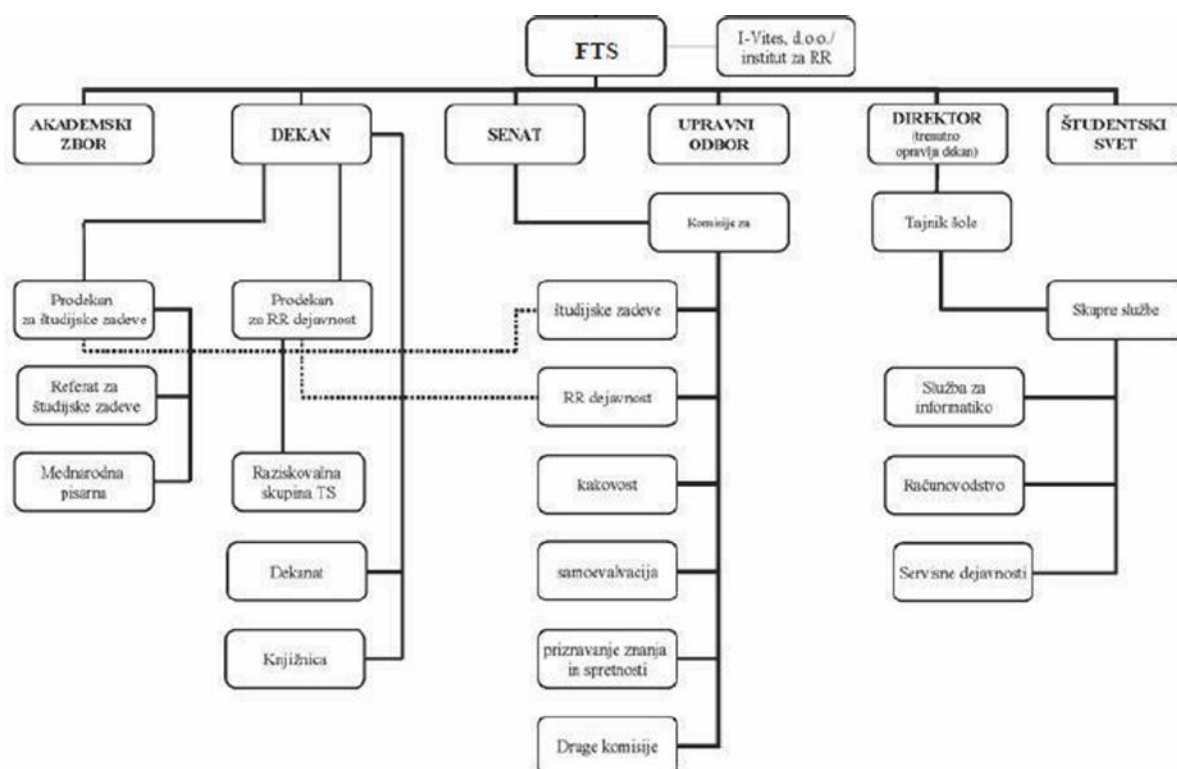 FTS
I-Vites, d.o.o./
institut za RR
AKADEMSKI
ZBOR
DEKAN
SENAT
UPRAVNI
ODBOR
DIREKTOR
(trenutno
opravlja dekan)
ŠTUDENTSKI
SVET
Komisije za
Tajnik šole
Prodekan
za študijske zadeve
Prodekan
za RR dejavnost
študijske zadeve
Skupne službe
Referat za
študijske zadeve
RR dejavnost
Služba za
informatiko
Mednarodna
pisarna
Raziskovalna
skupina TS
kakovost
Računovodstvo
Dekanat
samoevalvacija
Servisne dejavnosti
Knjižnica
priznavanje znanja
in spretnosti
Druge komisije